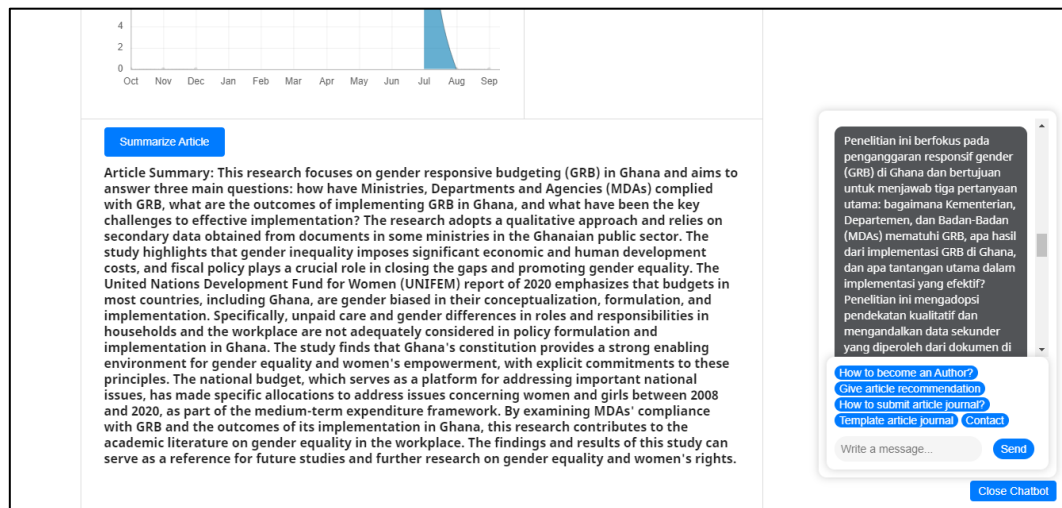 4
2
0
Oct Nov Dec Jan Feb Mar Apr May Jun Jul Aug Sep
Summarize Article
Article Summary: This research focuses on gender responsive budgeting (GRB) in Ghana and aims to
answer three main questions: how have Ministries, Departments and Agencies (MDAs) complied
with GRB, what are the outcomes of implementing GRB in Ghana, and what have been the key
challenges to effective implementation? The research adopts a qualitative approach and relies on
secondary data obtained from documents in some ministries in the Ghanaian public sector. The
study highlights that gender inequality imposes significant economic and human development
costs, and fiscal policy plays a crucial role in closing the gaps and promoting gender equality. The
United Nations Development Fund for Women (UNIFEM) report of 2020 emphasizes that budgets in
most countries, including Ghana, are gender biased in their conceptualization, formulation, and
implementation. Specifically, unpaid care and gender differences in roles and responsibilities in
households and the workplace are not adequately considered in policy formulation and
implementation in Ghana. The study finds that Ghana's constitution provides a strong enabling
environment for gender equality and women's empowerment, with explicit commitments to these
principles. The national budget, which serves as a platform for addressing important national
issues, has made specific allocations to address issues concerning women and girls between 2008
and 2020, as part of the medium-term expenditure framework. By examining MDAs' compliance
with GRB and the outcomes of its implementation in Ghana, this research contributes to the
academic literature on gender equality in the workplace. The findings and results of this study can
serve as a reference for future studies and further research on gender equality and women's rights.
Penelitian ini berfokus pada
penganggaran responsif gender
(GRB) di Ghana dan bertujuan
untuk menjawab tiga pertanyaan
utama: bagaimana Kementerian,
Departemen, dan Badan-Badan
(MDAs) mematuhi GRB, apa hasil
dari implementasi GRB di Ghana,
dan apa tantangan utama dalam
implementasi yang efektif?
Penelitian ini mengadopsi
pendekatan kualitatif dan
mengandalkan data sekunder
yang diperoleh dari dokumen di
How to become an Author?
Give article recommendation
How to submit article journal?
Template article journal Contact
Write a message... Send
Close Chatbot